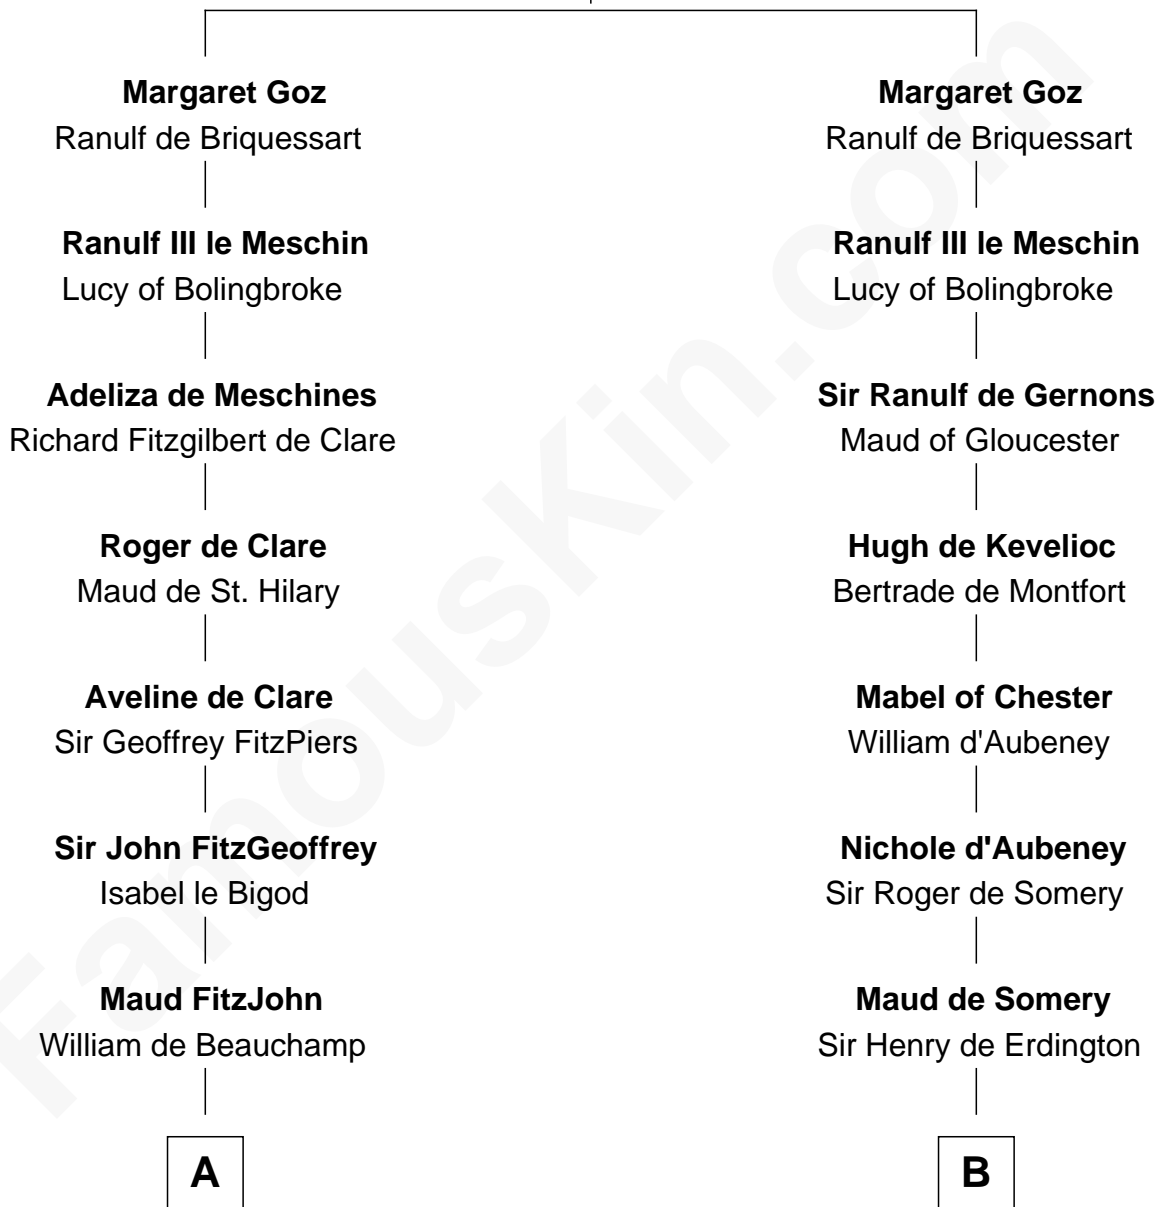 Margaret Goz
Ranulf de Briquessart
Ranulf III le Meschin
Lucy of Bolingbroke
Adeliza de Meschines
Richard Fitzgilbert de Clare
Roger de Clare
Maud de St. Hilary
Aveline de Clare
Sir Geoffrey FitzPiers
Sir John FitzGeoffrey
Isabel le Bigod
Maud FitzJohn
William de Beauchamp
A
Margaret Goz
Ranulf de Briquessart
Ranulf III le Meschin
Lucy of Bolingbroke
Sir Ranulf de Gernons
Maud of Gloucester
Hugh de Kevelioc
Bertrade de Montfort
Mabel of Chester
William d'Aubeney
Nichole d'Aubeney
Sir Roger de Somery
Maud de Somery
Sir Henry de Erdington
B
FamousKin.com